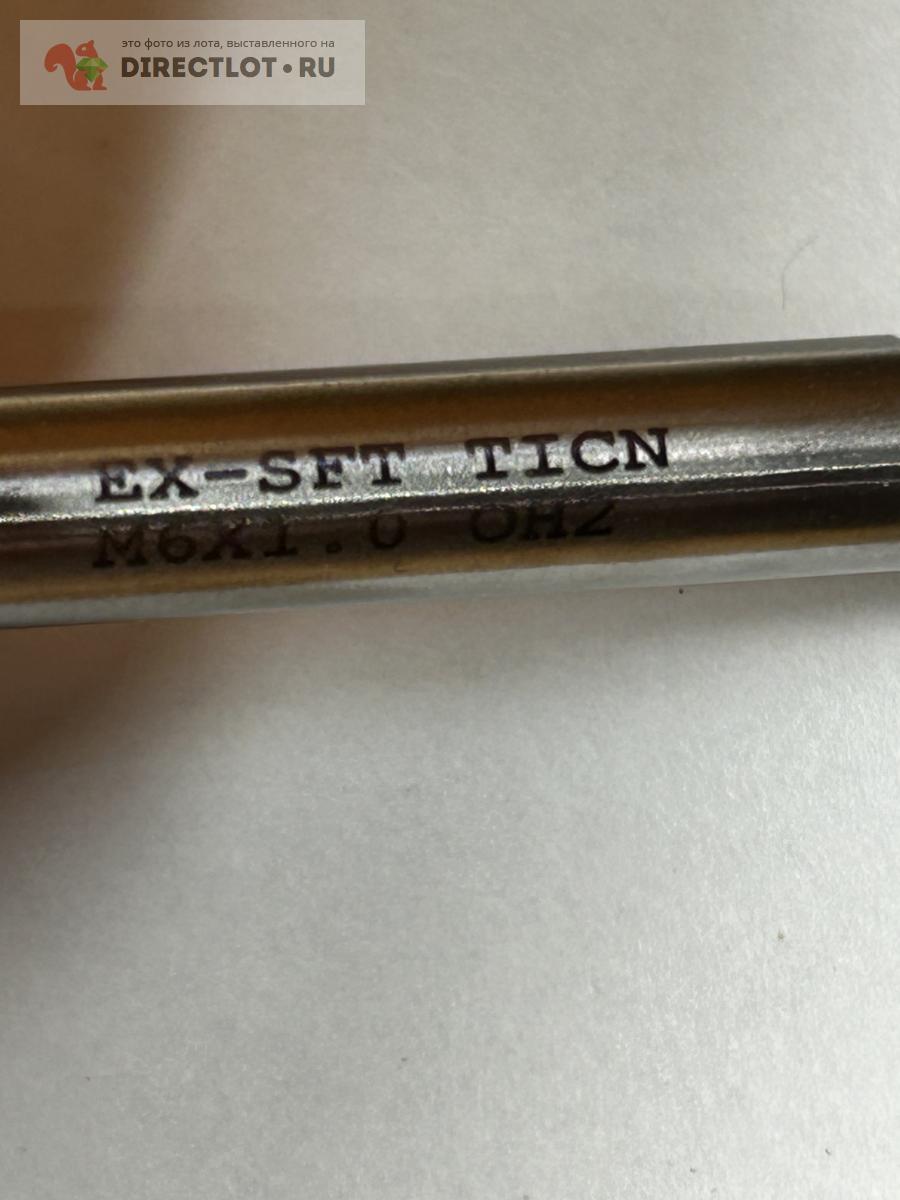 это фото из лота, выставленного на
DIRECTLOT•RU
EX-SFT TICN
M6X1.0 OH2